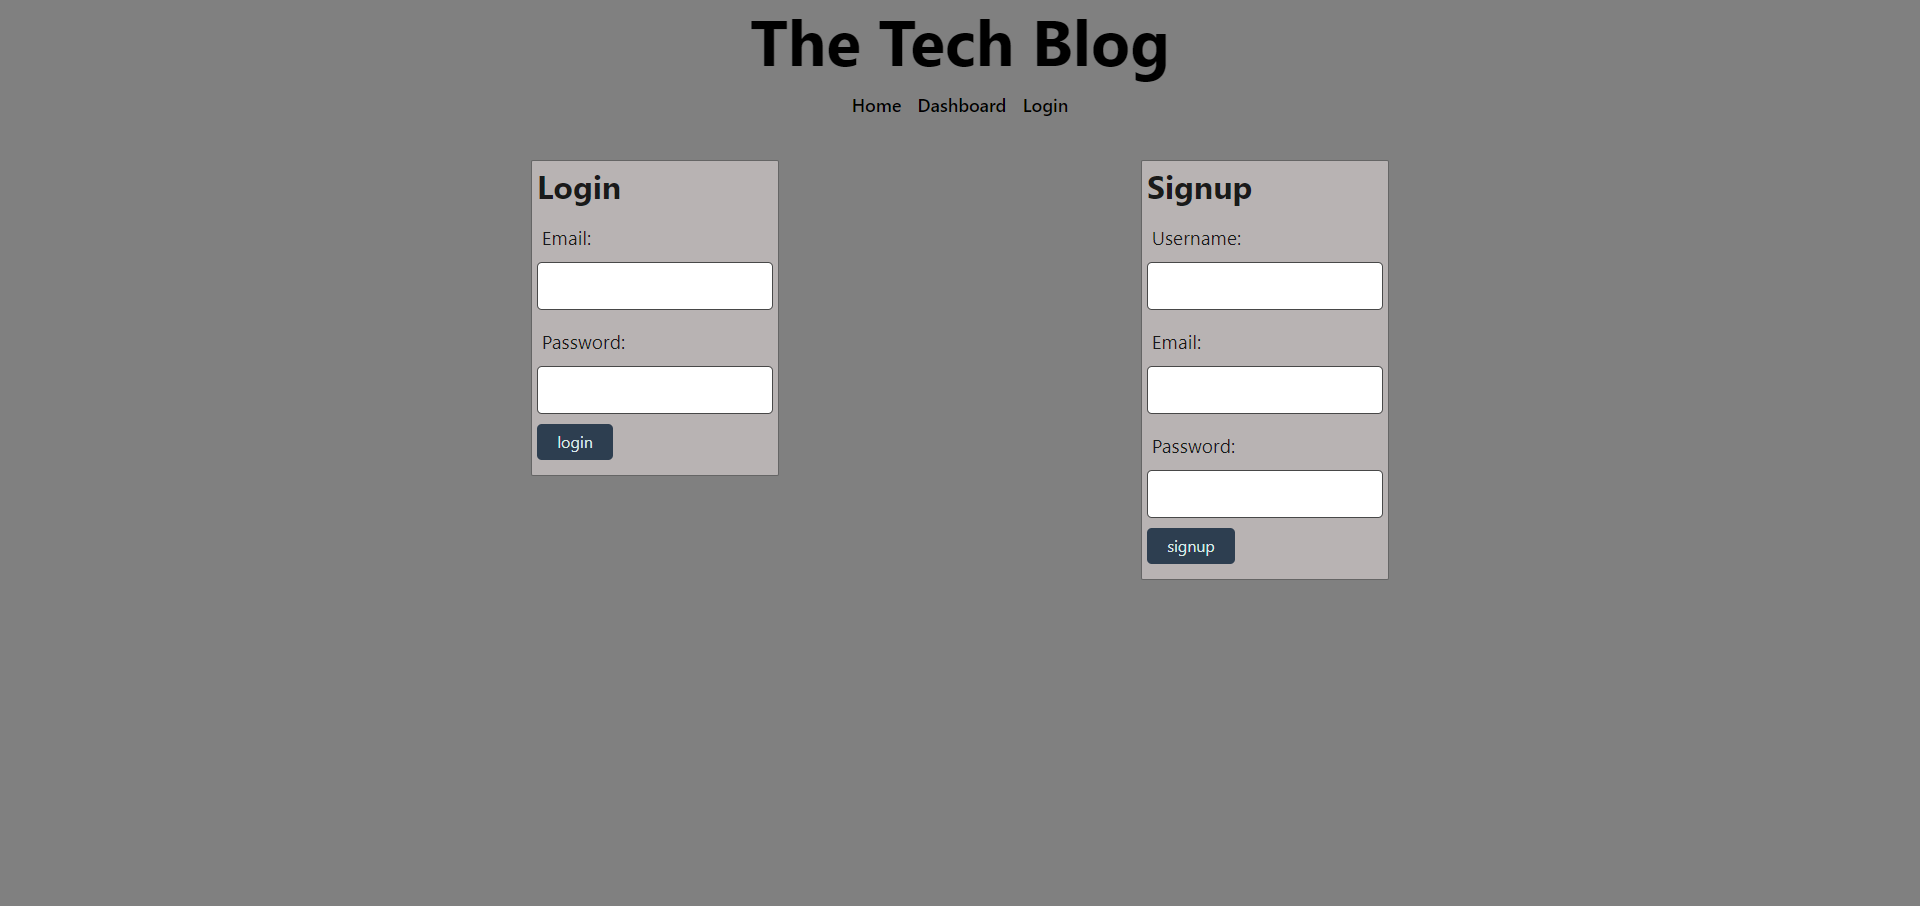 The Tech Blog
Home Dashboard Login
Login
Email:
Password:
login
Signup
Username:
Email:
Password:
signup